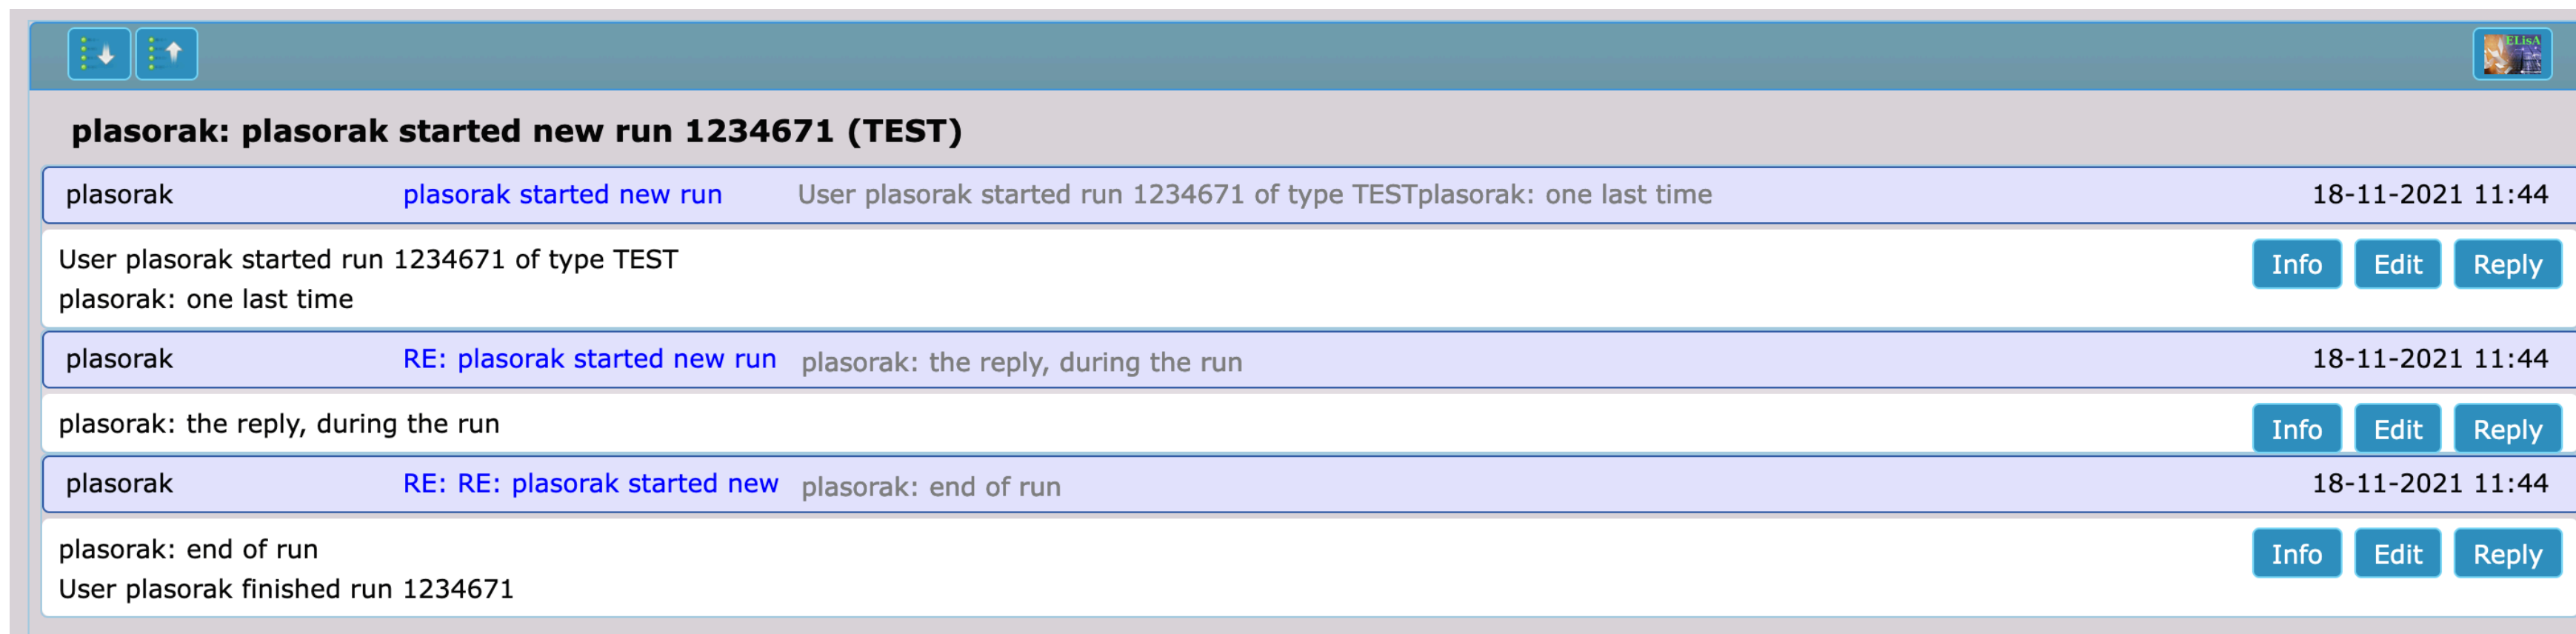 ELisA
plasorak: plasorak started new run 1234671 (TEST)
plasorak plasorak started new run User plasorak started run 1234671 of type TESTplasorak: one last time 18-11-2021 11:44
User plasorak started run 1234671 of type TEST
Info Edit Reply
plasorak: one last time
plasorak RE: plasorak started new run plasorak: the reply, during the run 18-11-2021 11:44
plasorak: the reply, during the run
Info Edit Reply
plasorak RE: RE: plasorak started new plasorak: end of run 18-11-2021 11:44
plasorak: end of run
Info Edit Reply
User plasorak finished run 1234671